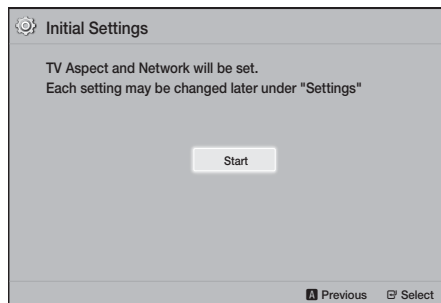 Initial Settings
TV Aspect and Network will be set.
Each setting may be changed later under "Settings"
Start
A Previous Select